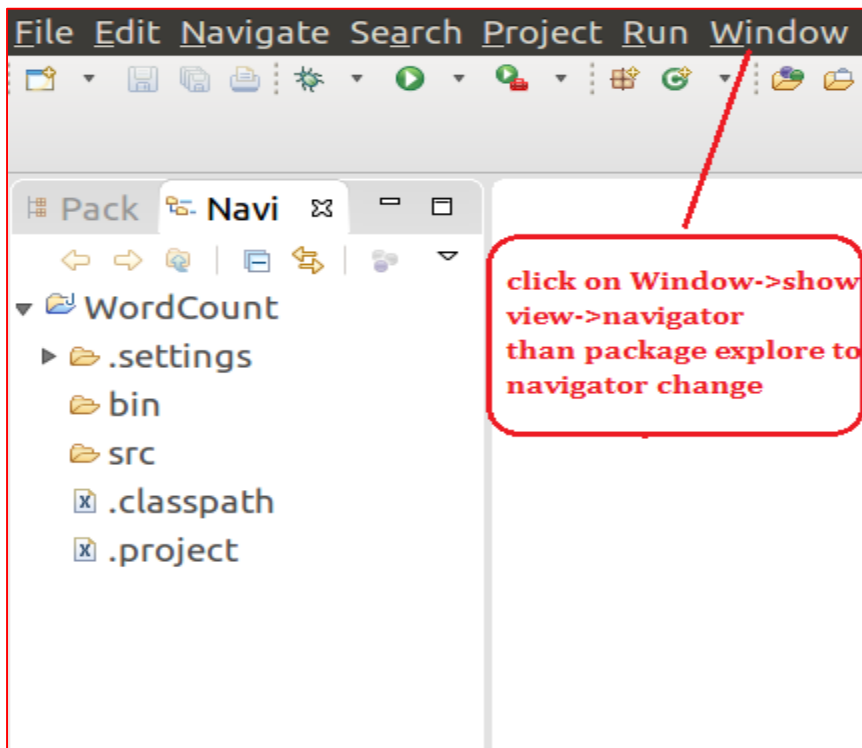 File Edit Navigate Search Project Run Window
Pack Navi
WordCount
.settings
bin
src
.classpath
.project
click on Window->show
view->navigator
than package explore to
navigator change